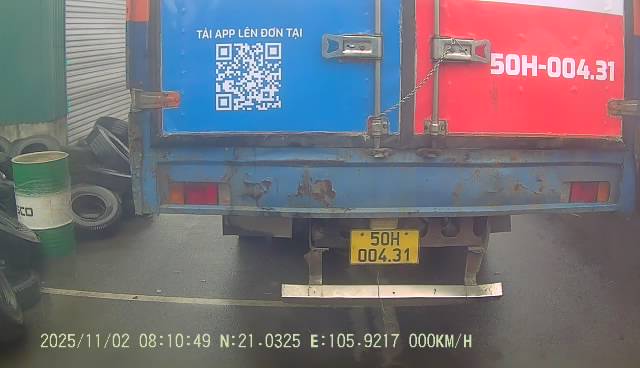 TẢI APP LÊN ĐƠN TẠI
50H-004.31
50H
004.31
2025/11/02 08:10:49 N:21.0325 E:105.9217 000KM/H